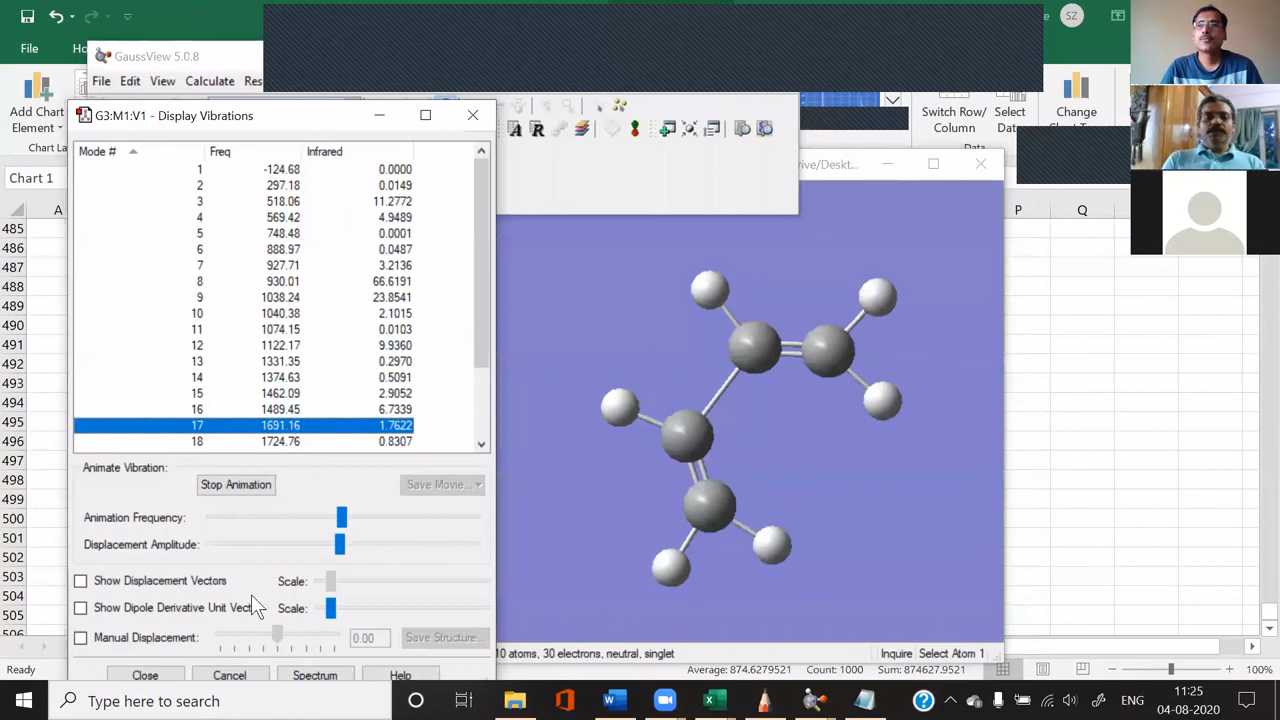 e
SZ
File
Ho
GaussView 5.0.8
File Edit View Calculate Res
Add Chart
Element
Chart La
Switch Row/
Column
Select
Data
Change
Data
A R
G3:M1:V1 - Display Vibrations
rive/Deskt...
Chart 1
A
P Q
Mode # Freq Infrared
1 -124.68 0.0000
2 297.18 0.0149
3 518.06 11.2772
4 569.42 4.9489
5 748.48 0.0001
6 888.97 0.0487
7 927.71 3.2136
8 930.01 66.6191
9 1038.24 23.8541
10 1040.38 2.1015
11 1074.15 0.0103
12 1122.17 9.9360
13 1331.35 0.2970
14 1374.63 0.5091
15 1462.09 2.9052
16 1489.45 6.7339
17 1691.16 1.7622
18 1724.76 0.8307
485
486
487
488
489
490
491
492
493
494
495
496
497
498
499
500
501
502
503
504
505
506
Animate Vibration:
Stop Animation
Save Movie...
Animation Frequency:
Displacement Amplitude:
Show Displacement Vectors Scale:
Show Dipole Derivative Unit Vect Scale:
Manual Displacement: 0.00 Save Structure...
Close Cancel Spectrum Help
10 atoms, 30 electrons, neutral, singlet
Inquire Select Atom 1
Ready
Average: 874.6279521 Count: 1000 Sum: 874627.9521
100%
Type here to search
ENG
11:25
04-08-2020